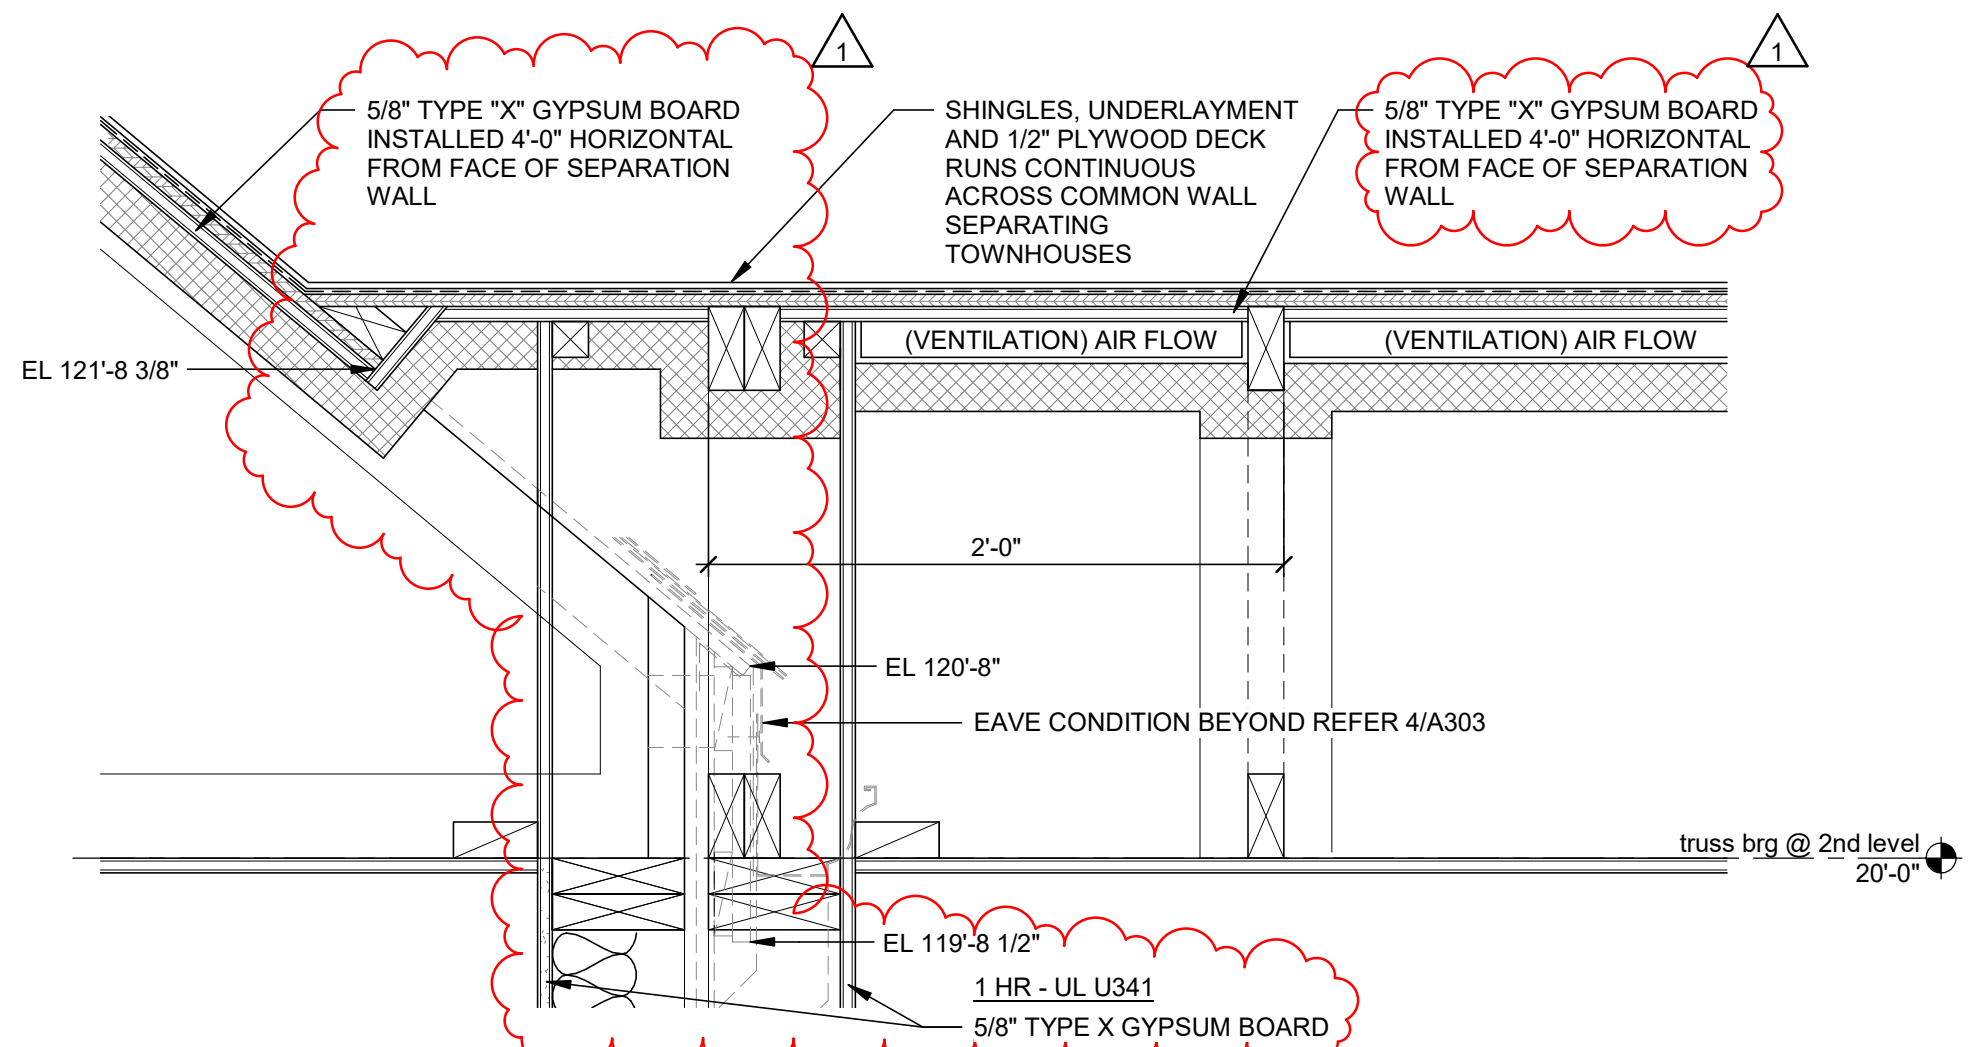 1
1
5/8" TYPE "X" GYPSUM BOARD
INSTALLED 4'-0" HORIZONTAL
FROM FACE OF SEPARATION
WALL
SHINGLES, UNDERLAYMENT
AND 1/2" PLYWOOD DECK
RUNS CONTINUOUS
ACROSS COMMON WALL
SEPARATING
TOWNHOUSES
5/8" TYPE "X" GYPSUM BOARD
INSTALLED 4'-0" HORIZONTAL
FROM FACE OF SEPARATION
WALL
(VENTILATION) AIR FLOW
(VENTILATION) AIR FLOW
EL 121'-8 3/8"
2'-0"
EL 120'-8"
EAVE CONDITION BEYOND REFER 4/A303
truss brg @ 2nd level
20'-0"
EL 119'-8 1/2"
1 HR - UL U341
5/8" TYPE X GYPSUM BOARD